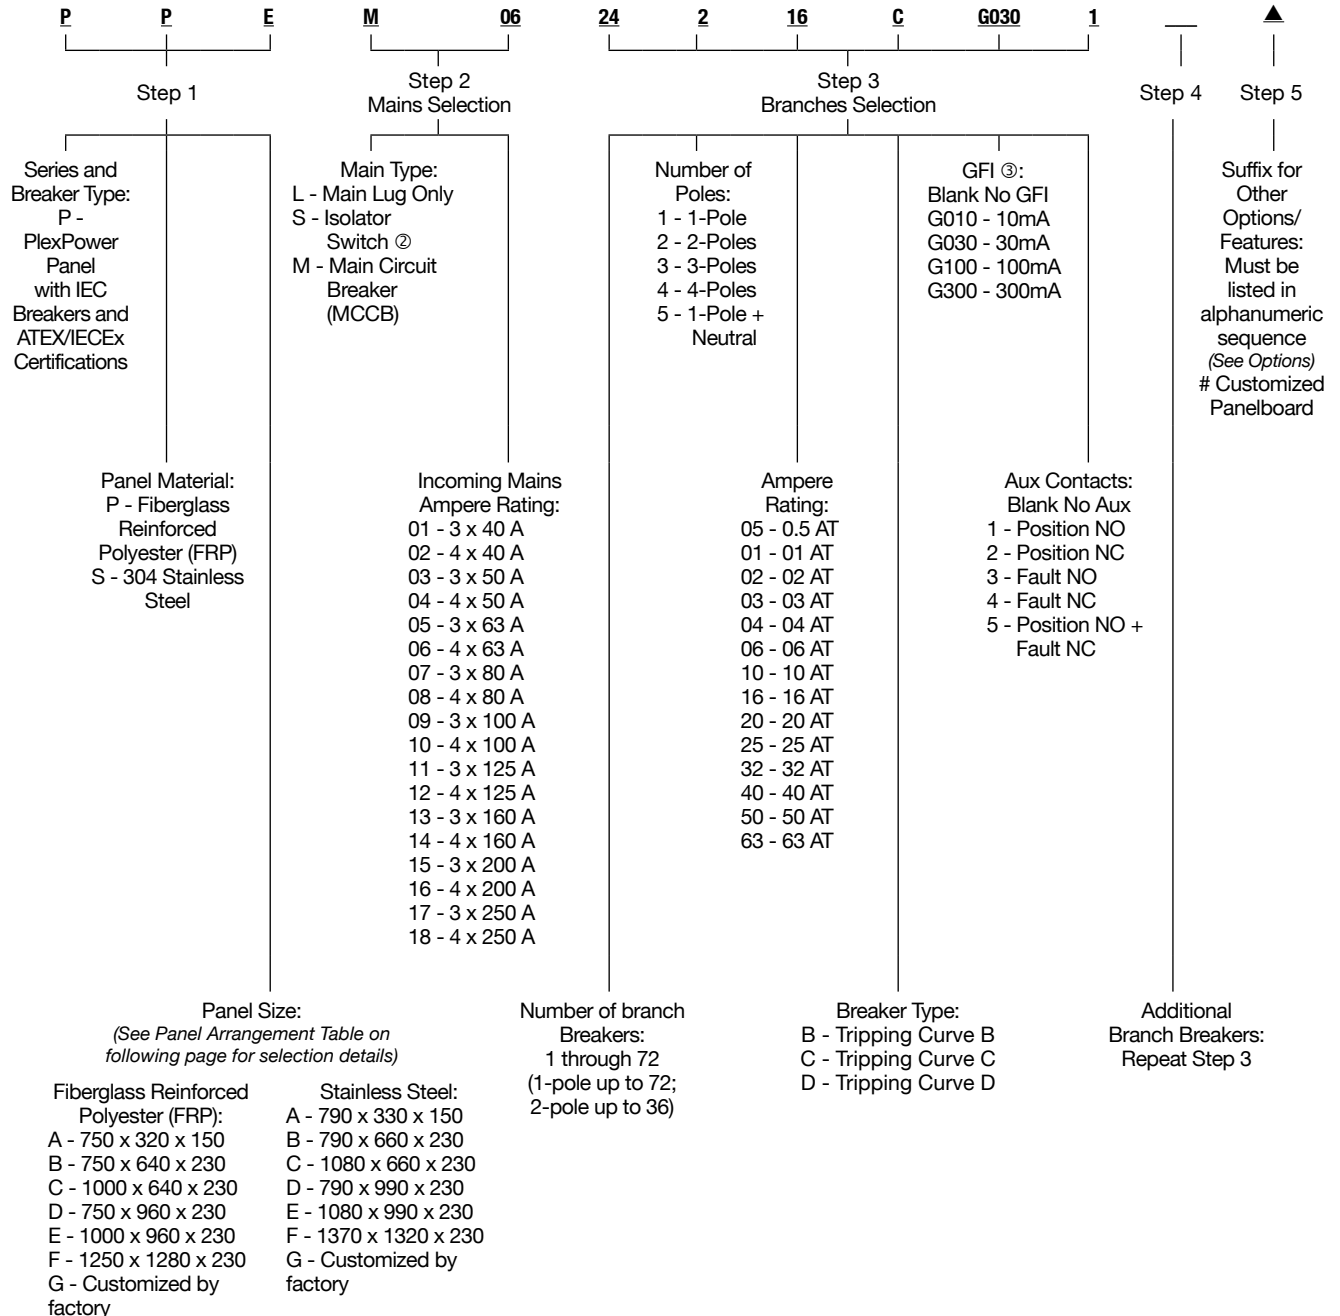 P P E M 06 24 2 16 C G030 1 __ ▲
Step 1
Step 2
Mains Selection
Step 3
Branches Selection
Step 4
Step 5
Series and
Breaker Type:
P -
PlexPower
Panel
with IEC
Breakers and
ATEX/IECEx
Certifications
Main Type:
L - Main Lug Only
S - Isolator
Switch ②
M - Main Circuit
Breaker
(MCCB)
Number of
Poles:
1 - 1-Pole
2 - 2-Poles
3 - 3-Poles
4 - 4-Poles
5 - 1-Pole +
Neutral
GFI ③:
Blank No GFI
G010 - 10mA
G030 - 30mA
G100 - 100mA
G300 - 300mA
Suffix for
Other
Options/
Features:
Must be
listed in
alphanumeric
sequence
(See Options)
# Customized
Panelboard
Panel Material:
P - Fiberglass
Reinforced
Polyester (FRP)
S - 304 Stainless
Steel
Incoming Mains
Ampere Rating:
01 - 3 x 40 A
02 - 4 x 40 A
03 - 3 x 50 A
04 - 4 x 50 A
05 - 3 x 63 A
06 - 4 x 63 A
07 - 3 x 80 A
08 - 4 x 80 A
09 - 3 x 100 A
10 - 4 x 100 A
11 - 3 x 125 A
12 - 4 x 125 A
13 - 3 x 160 A
14 - 4 x 160 A
15 - 3 x 200 A
16 - 4 x 200 A
17 - 3 x 250 A
18 - 4 x 250 A
Ampere
Rating:
05 - 0.5 AT
01 - 01 AT
02 - 02 AT
03 - 03 AT
04 - 04 AT
06 - 06 AT
10 - 10 AT
16 - 16 AT
20 - 20 AT
25 - 25 AT
32 - 32 AT
40 - 40 AT
50 - 50 AT
63 - 63 AT
Aux Contacts:
Blank No Aux
1 - Position NO
2 - Position NC
3 - Fault NO
4 - Fault NC
5 - Position NO +
Fault NC
Panel Size:
(See Panel Arrangement Table on
following page for selection details)
Fiberglass Reinforced
Polyester (FRP):
A - 750 x 320 x 150
B - 750 x 640 x 230
C - 1000 x 640 x 230
D - 750 x 960 x 230
E - 1000 x 960 x 230
F - 1250 x 1280 x 230
G - Customized by
factory
Stainless Steel:
A - 790 x 330 x 150
B - 790 x 660 x 230
C - 1080 x 660 x 230
D - 790 x 990 x 230
E - 1080 x 990 x 230
F - 1370 x 1320 x 230
G - Customized by
factory
Number of branch
Breakers:
1 through 72
(1-pole up to 72;
2-pole up to 36)
Breaker Type:
B - Tripping Curve B
C - Tripping Curve C
D - Tripping Curve D
Additional
Branch Breakers:
Repeat Step 3